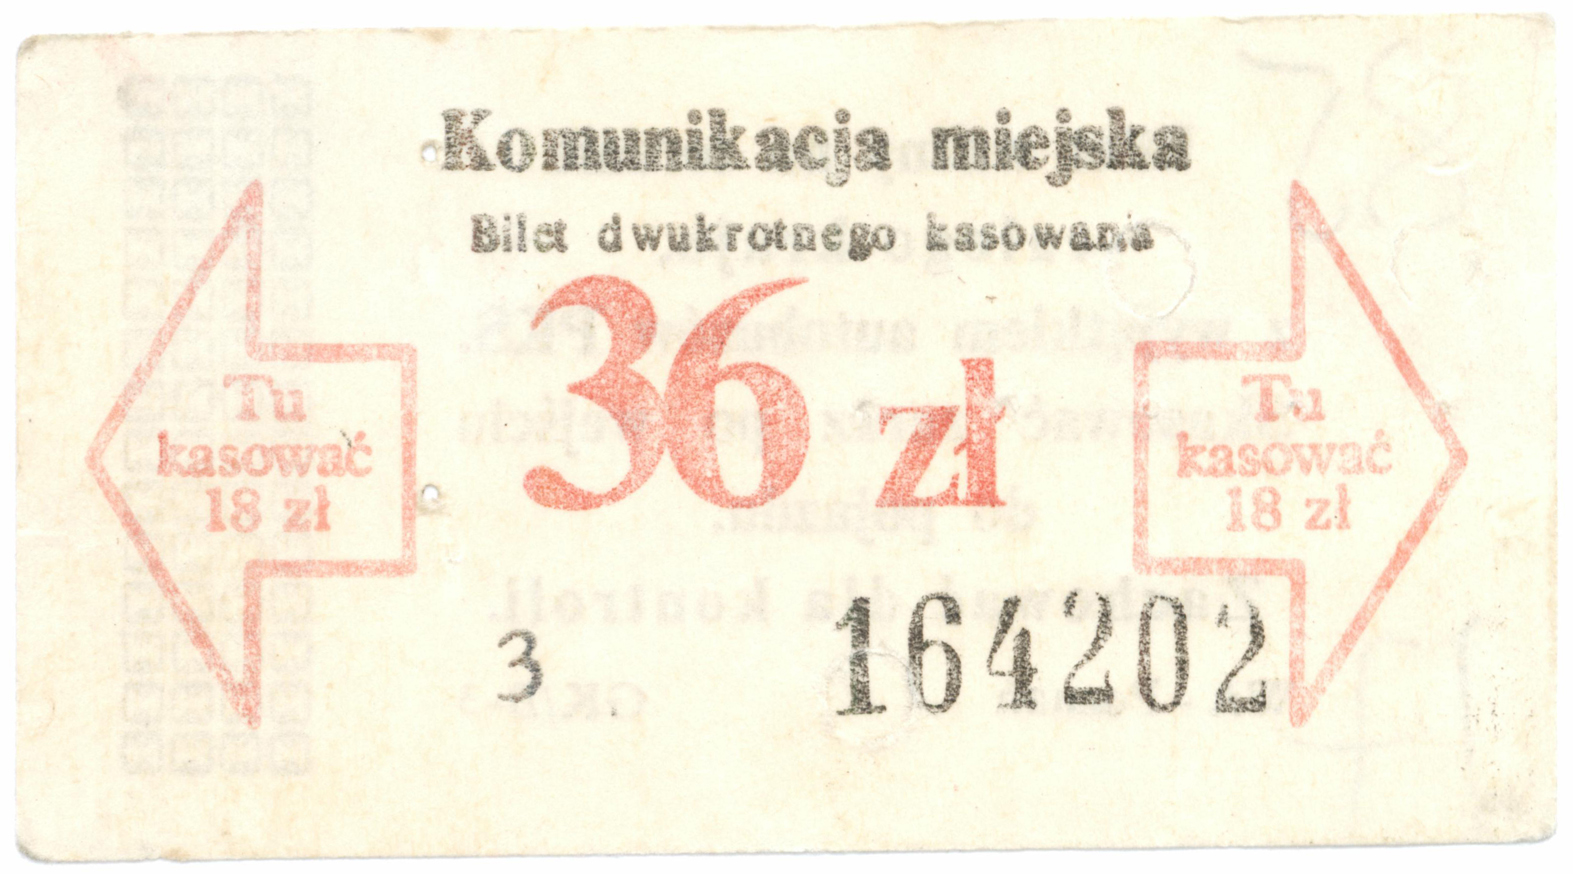 Komunikacja miejska
Bilet dwukrotnego kasowania
36 zł
Tu
kasować
18 zł
Tu
kasować
18 zł
3
164202